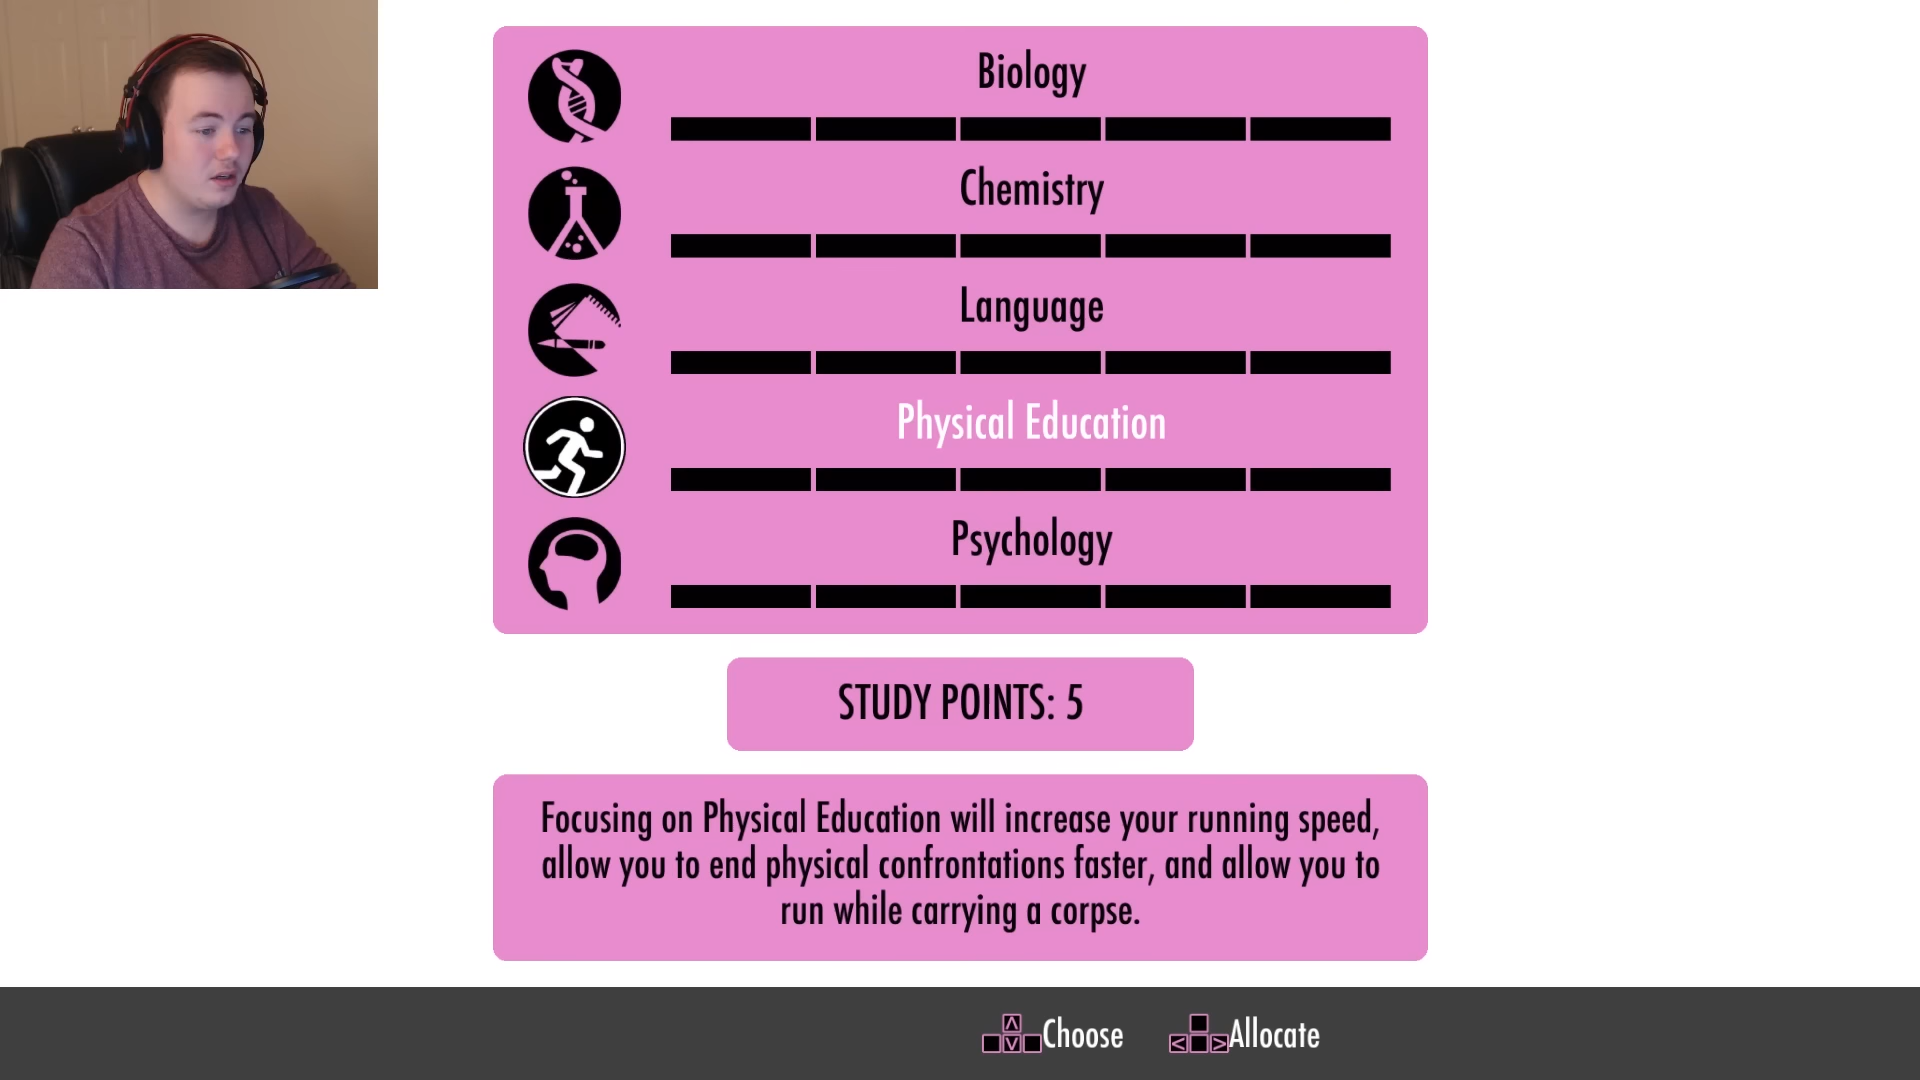 Biology
Chemistry
Language
Physical Education
Psychology
STUDY POINTS: 5
Focusing on Physical Education will increase your running speed,
allow you to end physical confrontations faster, and allow you to
run while carrying a corpse.
Choose
Allocate